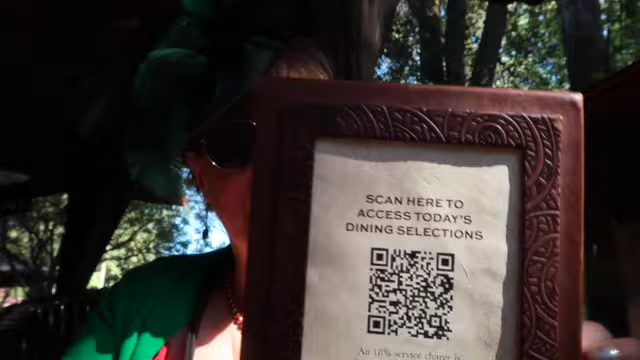 SCAN HERE TO
ACCESS TODAY'S
DINING SELECTIONS
An 18% service charge is